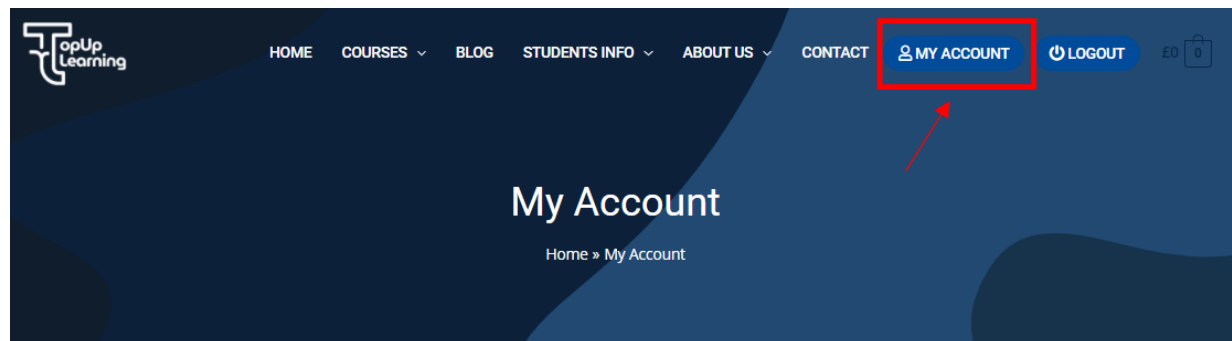 TopUp
Learning
HOME COURSES BLOG STUDENTS INFO ABOUT US CONTACT MY ACCOUNT LOGOUT £0 0
My Account
Home » My Account